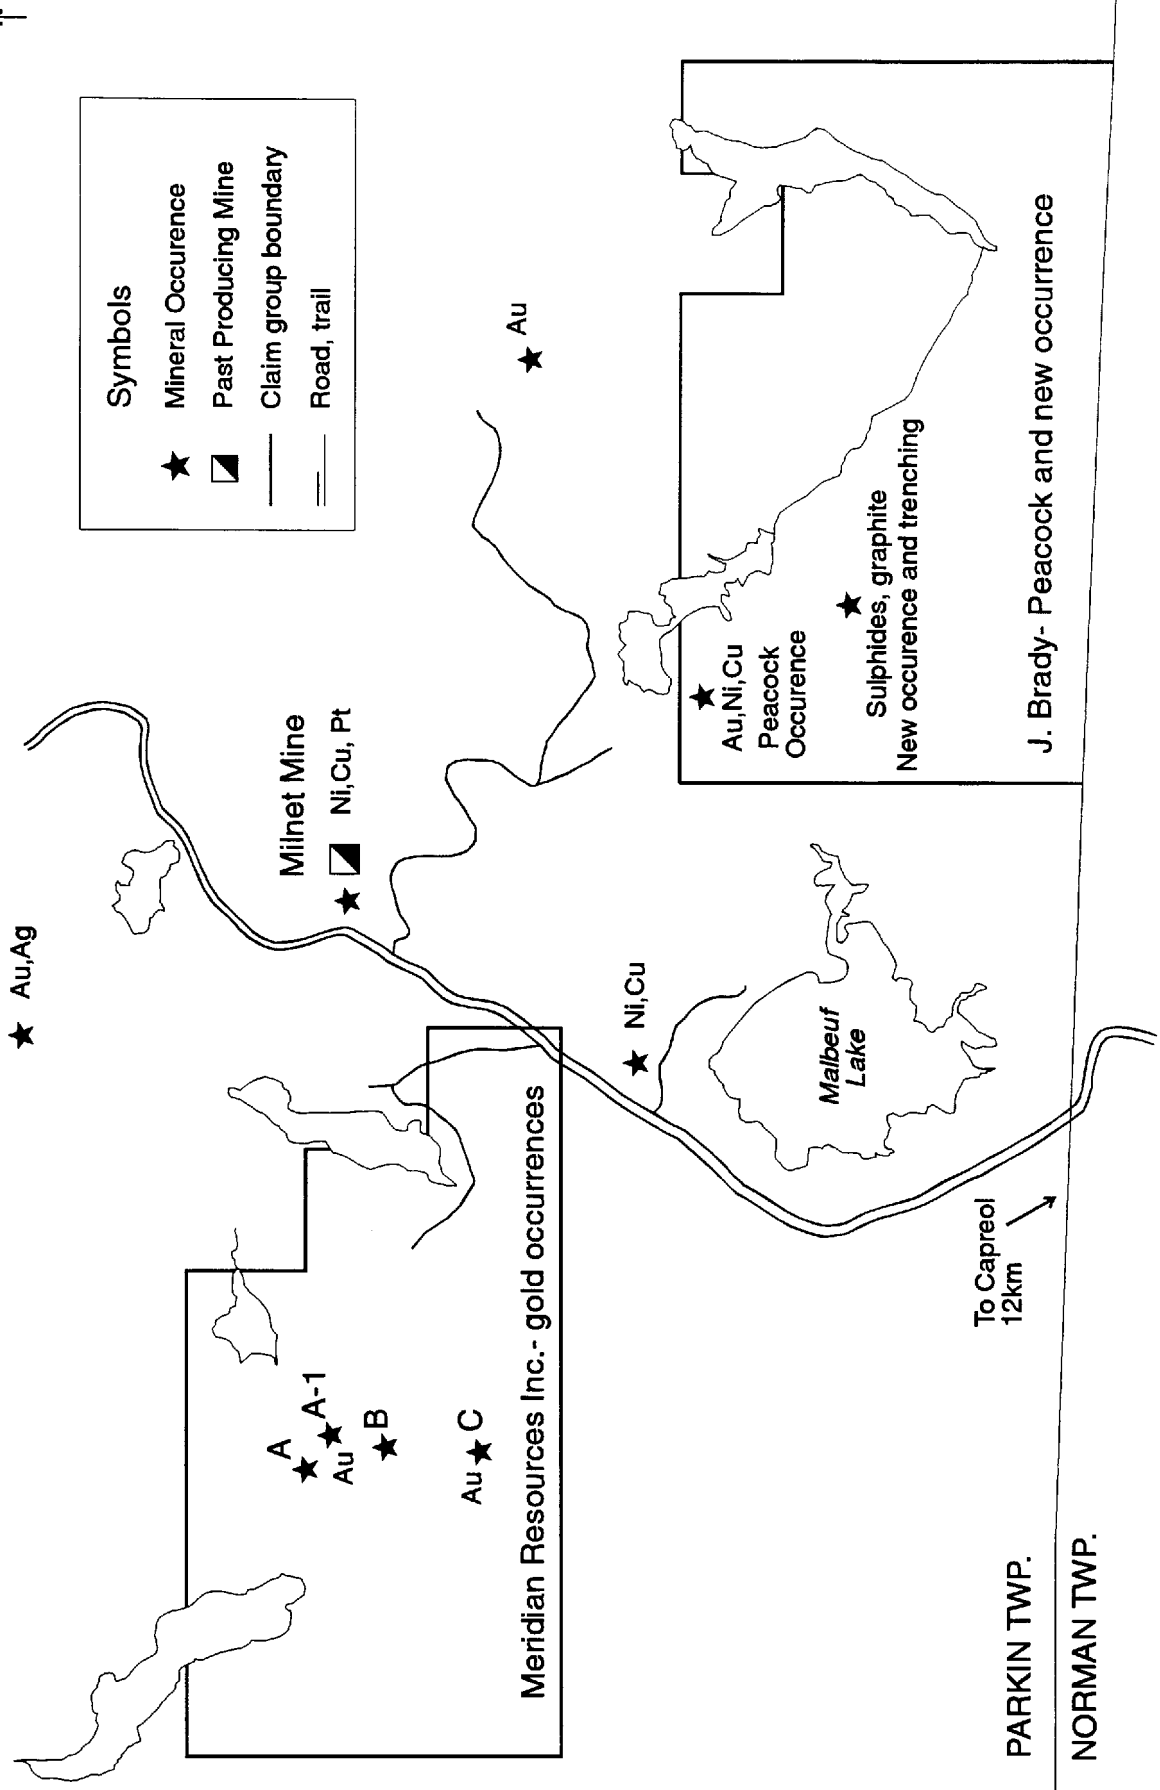 Symbols
Mineral Occurence
Past Producing Mine
Claim group boundary
Road, trail
Au,Ag
Milnet Mine
Ni,Cu, Pt
Au
A
A-1
Au
B
Au
C
Meridian Resources Inc.- gold occurrences
Ni,Cu
Malbeuf
Lake
Au,Ni,Cu
Peacock
Occurence
Sulphides, graphite
New occurence and trenching
J. Brady- Peacock and new occurrence
To Capreol
12km
PARKIN TWP.
NORMAN TWP.